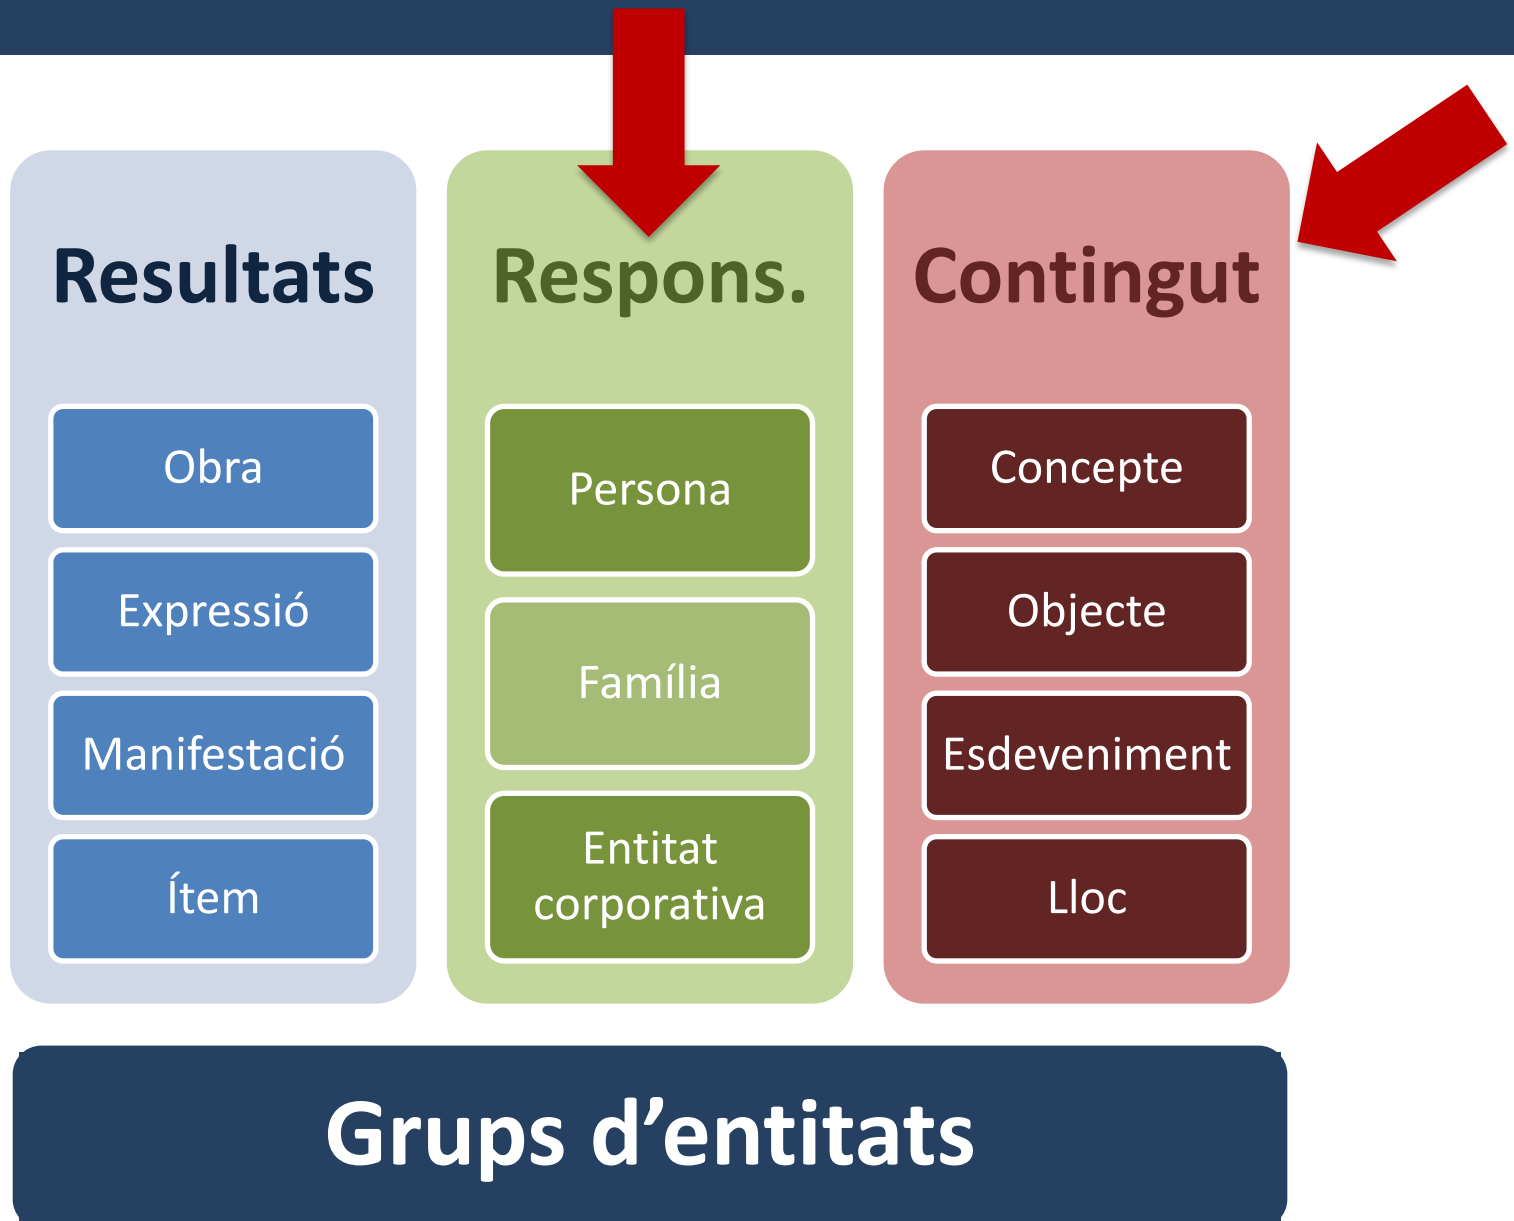 Resultats
Obra
Expressió
Manifestació
Ítem
Respons.
Persona
Família
Entitat
corporativa
Contingut
Concepte
Objecte
Esdeveniment
Lloc
Grups d’entitats